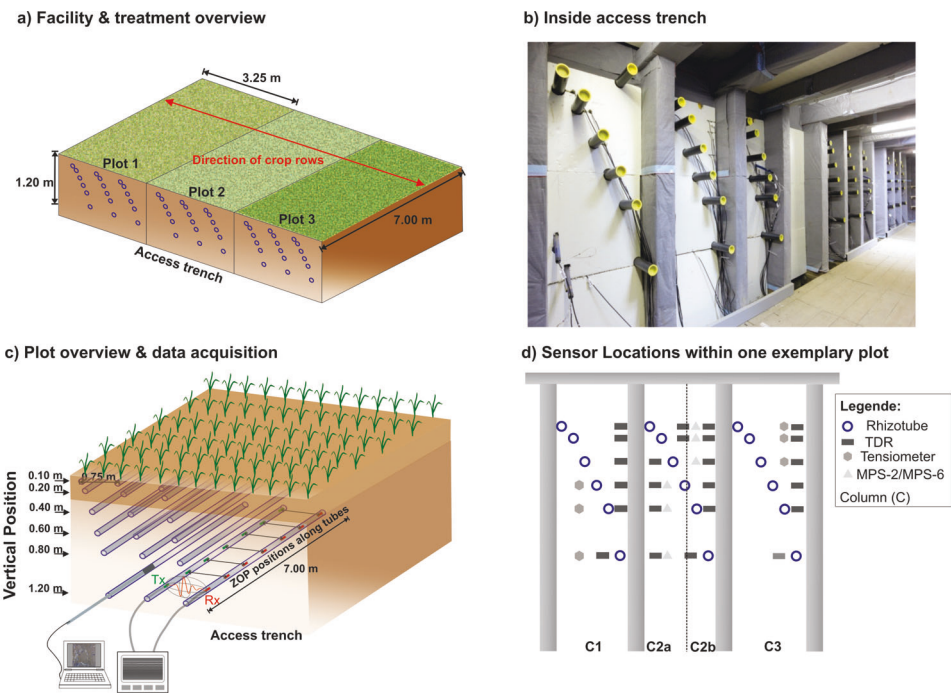 a) Facility & treatment overview
3.25 m
Direction of crop rows
Plot 1
Plot 2
Plot 3
1.20 m
7.00 m
Access trench
b) Inside access trench
c) Plot overview & data acquisition
Vertical Position
0.10 m
0.75 m
0.20 m
0.40 m
0.60 m
0.80 m
1.20 m
ZOP positions along tubes
7.00 m
Tx
Rx
Access trench
d) Sensor Locations within one exemplary plot
Legende:
Rhizotube
TDR
Tensiometer
MPS-2/MPS-6
Column (C)
C1
C2a
C2b
C3